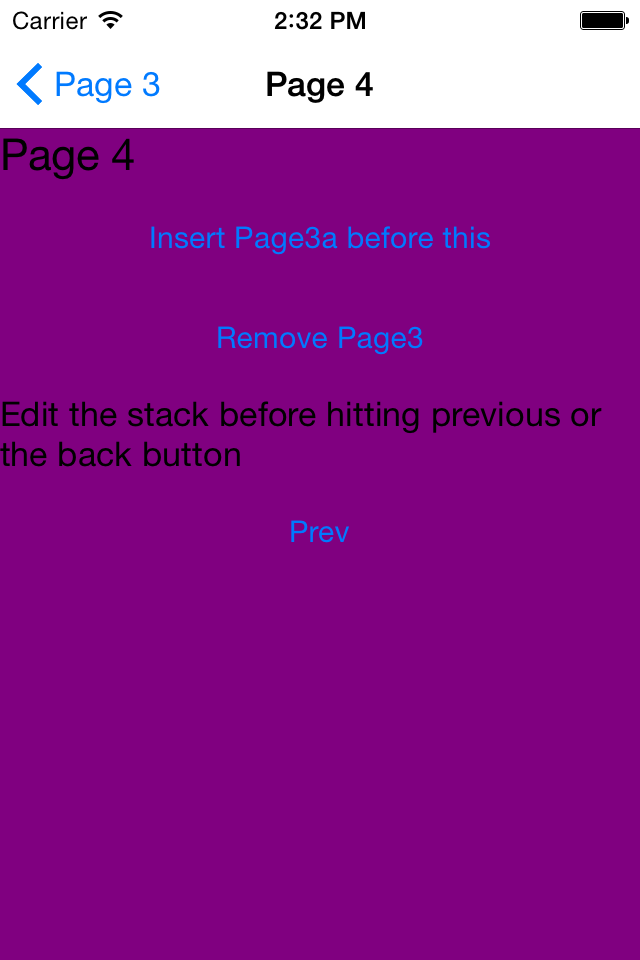 Carrier 2:32 PM
Page 3 Page 4
Page 4
Insert Page3a before this
Remove Page3
Edit the stack before hitting previous or
the back button
Prev